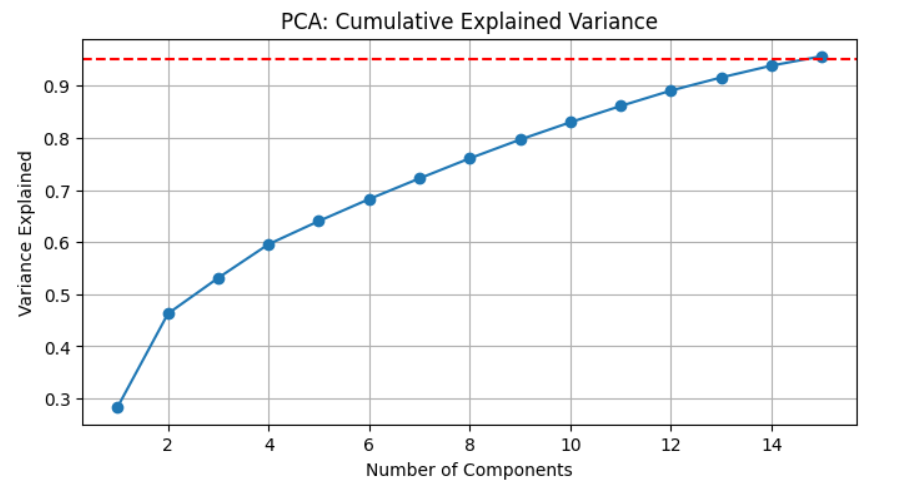 PCA: Cumulative Explained Variance
Variance Explained
0.9
0.8
0.7
0.6
0.5
0.4
0.3
2 4 6 8 10 12 14
Number of Components